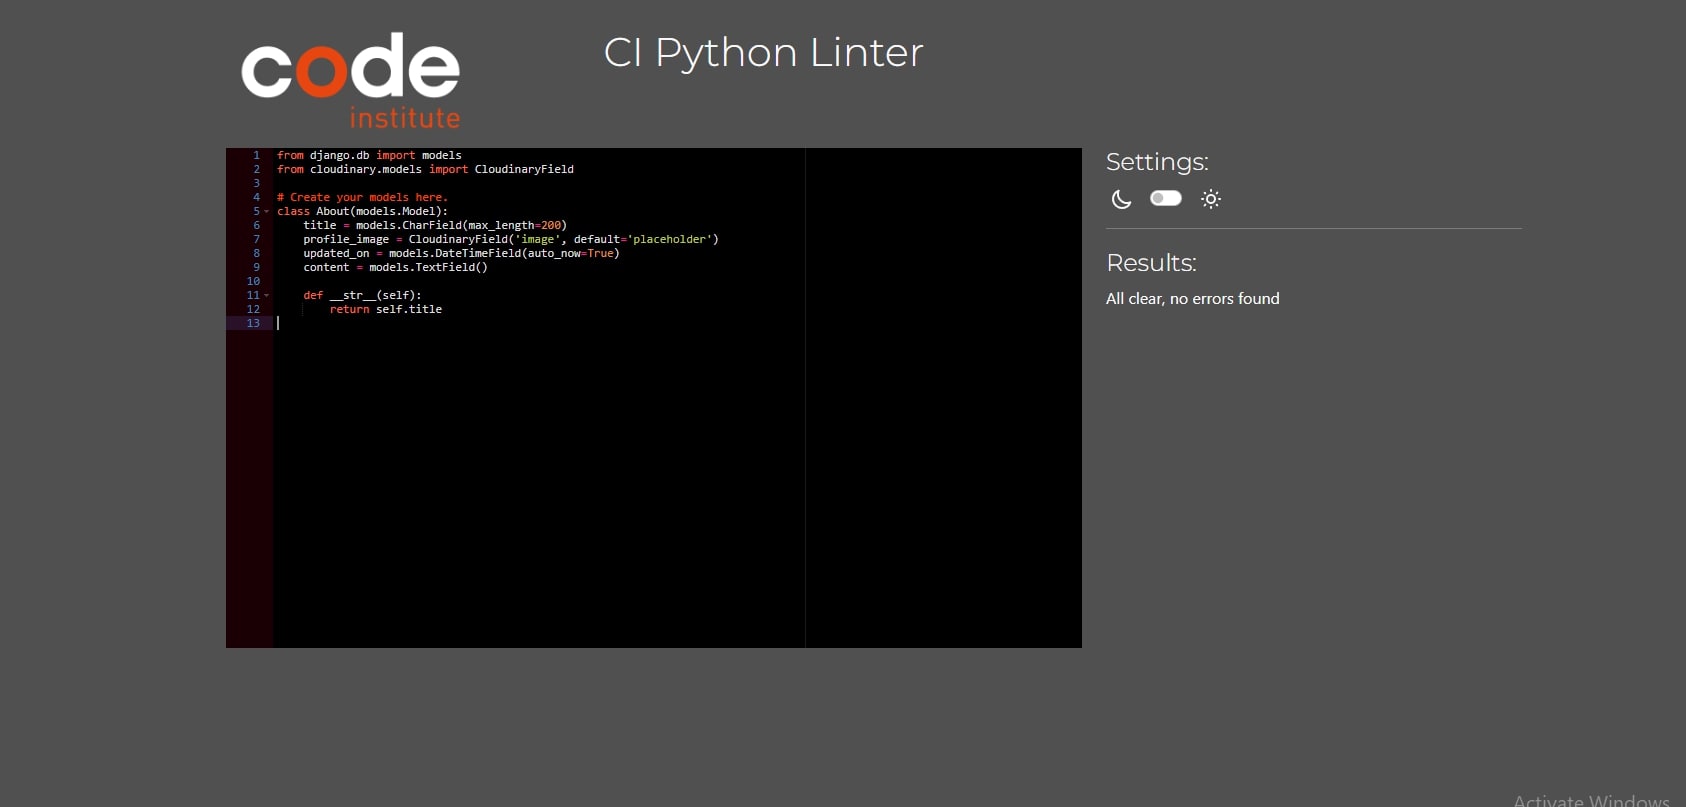 code
institute
CI Python Linter
1 from django.db import models
2 from cloudinary.models import CloudinaryField
3
4 # Create your models here.
5 class About(models.Model):
6     title = models.CharField(max_length=200)
7     profile_image = CloudinaryField('image', default='placeholder')
8     updated_on = models.DateTimeField(auto_now=True)
9     content = models.TextField()
10
11     def __str__(self):
12         return self.title
13
Settings:
Results:
All clear, no errors found
Activate Windows